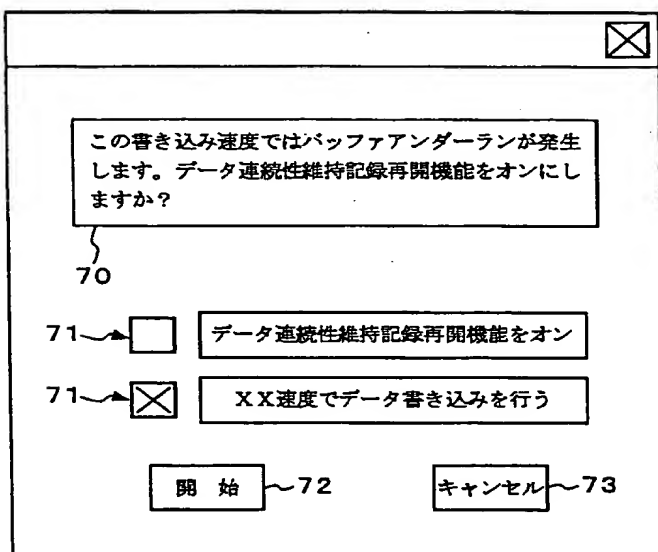 この書き込み速度ではバッファアンダーランが発生
します。データ連続性維持記録再開機能をオンにし
ますか？
70
71 データ連続性維持記録再開機能をオン
71 XX速度でデータ書き込みを行う
開 始 72 キャンセル 73